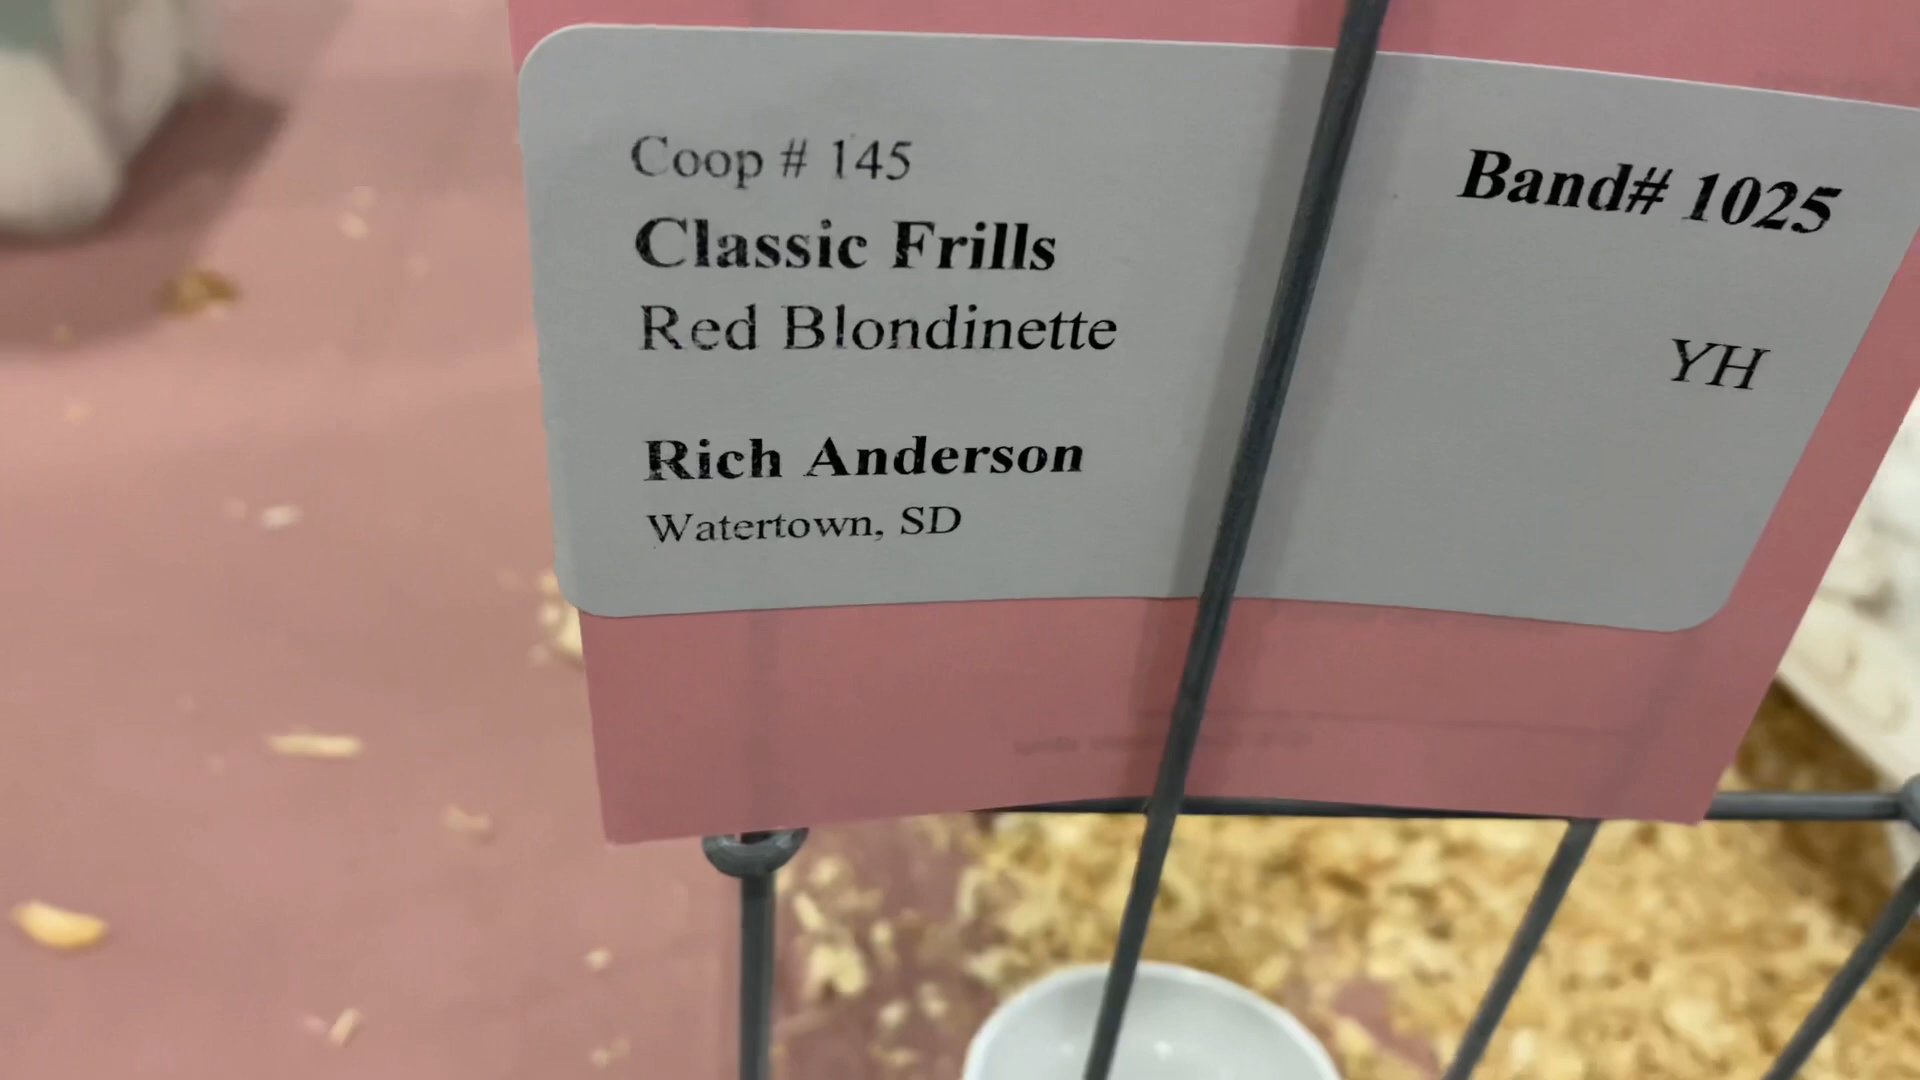 Coop # 145
Band# 1025
Classic Frills
Red Blondinette
YH
Rich Anderson
Watertown, SD